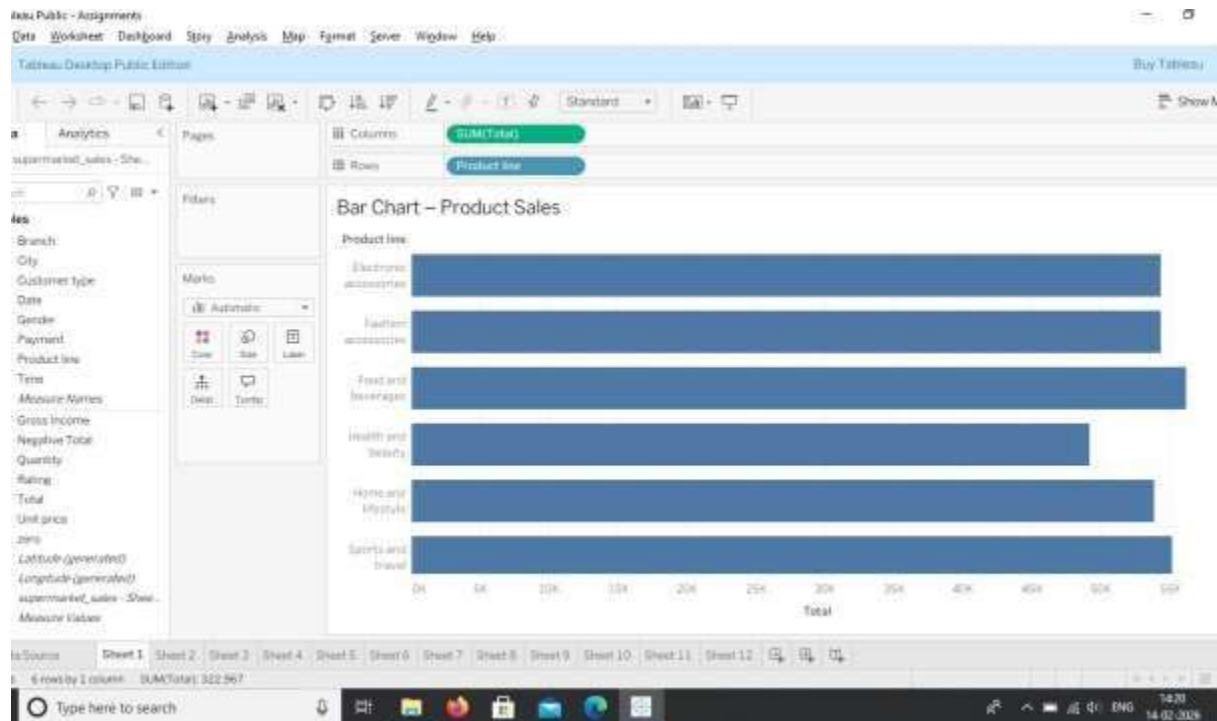 Tableau Public - Assignments
Data Worksheet Dashboard Story Analysis Map Format Server Window Help
Tableau Desktop Public Edition
Buy Tableau
Standard
Show M
Analytics
Pages
Columns
SUM(Total)
supermarket_sales - She...
Rows
Product line
Filters
Bar Chart – Product Sales
Branch
City
Customer type
Date
Gender
Payment
Product line
Time
Measure Names
Gross Income
Negative Total
Quantity
Rating
Total
Unit price
zero
Latitude (generated)
Longitude (generated)
supermarket_sales - Shee...
Measure Values
Marks
Automatic
Color Size Label
Detail Tooltip
Product line
Electronic
accessories
Fashion
accessories
Food and
beverages
Health and
beauty
Home and
lifestyle
Sports and
travel
0K 5K 10K 15K 20K 25K 30K 35K 40K 45K 50K 55K
Total
Source Sheet 1 Sheet 2 Sheet 3 Sheet 4 Sheet 5 Sheet 6 Sheet 7 Sheet 8 Sheet 9 Sheet 10 Sheet 11 Sheet 12
6 rows by 1 column SUM(Total): 322,967
Type here to search
ENG
14:20
14-02-2026